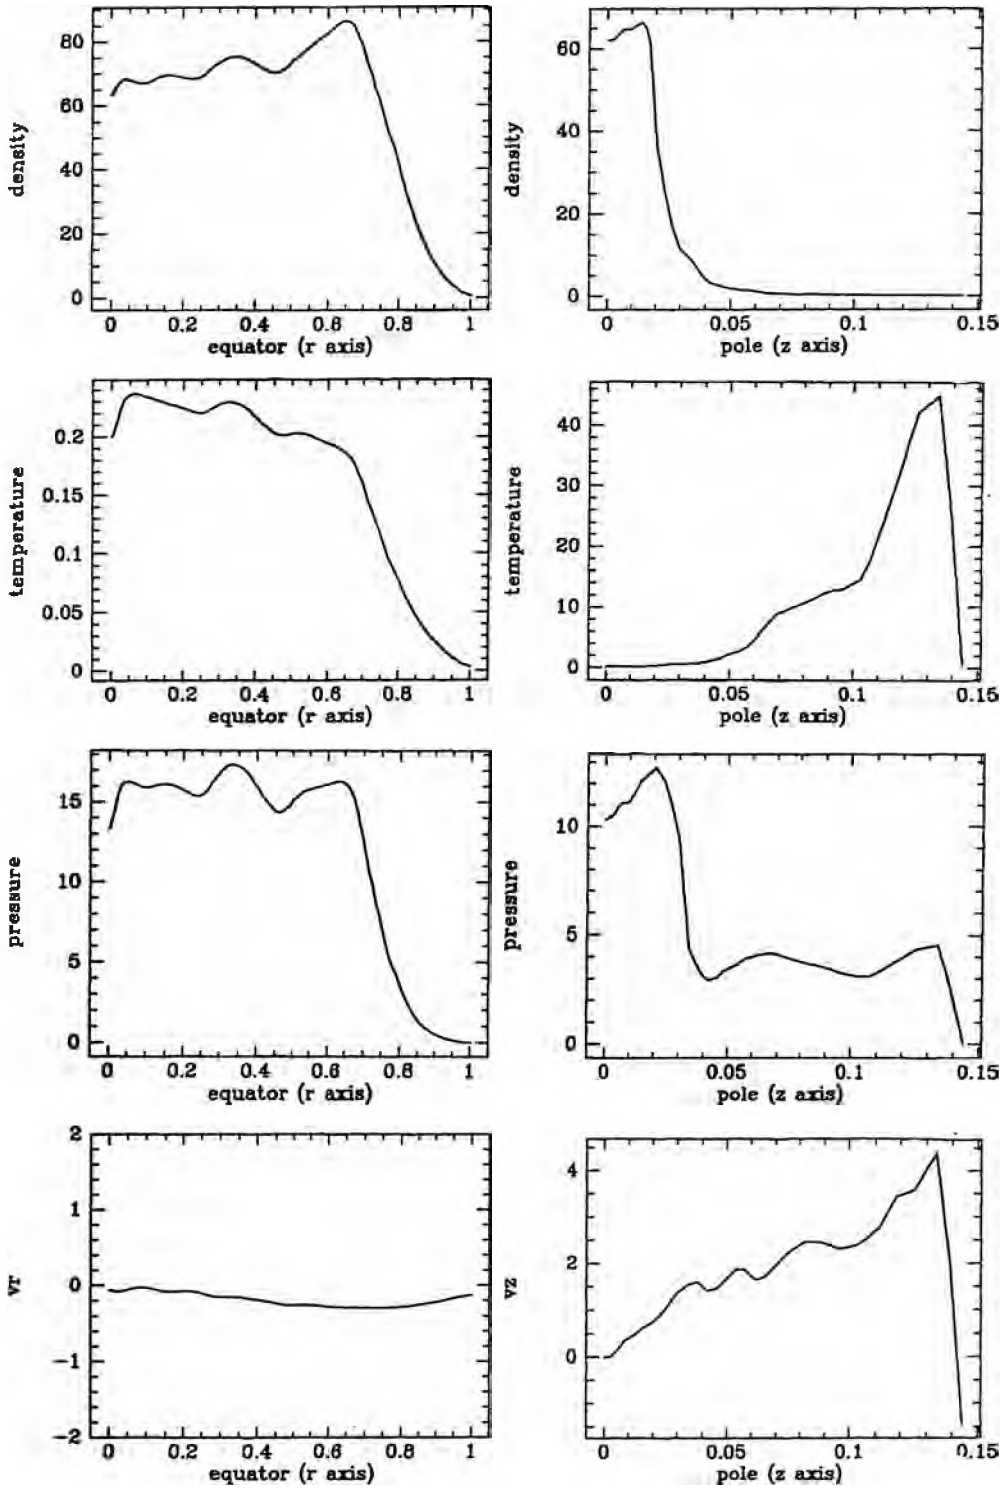 80
60
40
20
0
density
0 0.2 0.4 0.6 0.8 1
equator (r axis)
60
40
20
0
density
0 0.05 0.1 0.15
pole (z axis)
0.2
0.15
0.1
0.05
0
temperature
0 0.2 0.4 0.6 0.8 1
equator (r axis)
40
30
20
10
0
temperature
0 0.05 0.1 0.15
pole (z axis)
15
10
5
0
pressure
0 0.2 0.4 0.6 0.8 1
equator (r axis)
10
5
0
pressure
0 0.05 0.1 0.15
pole (z axis)
2
1
0
-1
-2
vr
0 0.2 0.4 0.6 0.8 1
equator (r axis)
4
2
0
vz
0 0.05 0.1 0.15
pole (z axis)